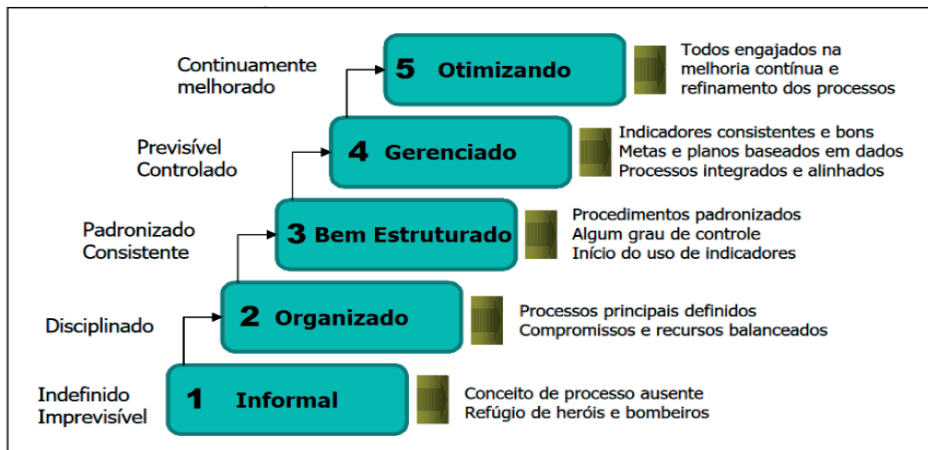 Continuamente
melhorado
5 Otimizando
Todos engajados na
melhoria contínua e
refinamento dos processos
Previsível
Controlado
4 Gerenciado
Indicadores consistentes e bons
Metas e planos baseados em dados
Processos integrados e alinhados
Padronizado
Consistente
3 Bem Estruturado
Procedimentos padronizados
Algum grau de controle
Início do uso de indicadores
Disciplinado
2 Organizado
Processos principais definidos
Compromissos e recursos balanceados
Indefinido
Imprevisível
1 Informal
Conceito de processo ausente
Refúgio de heróis e bombeiros